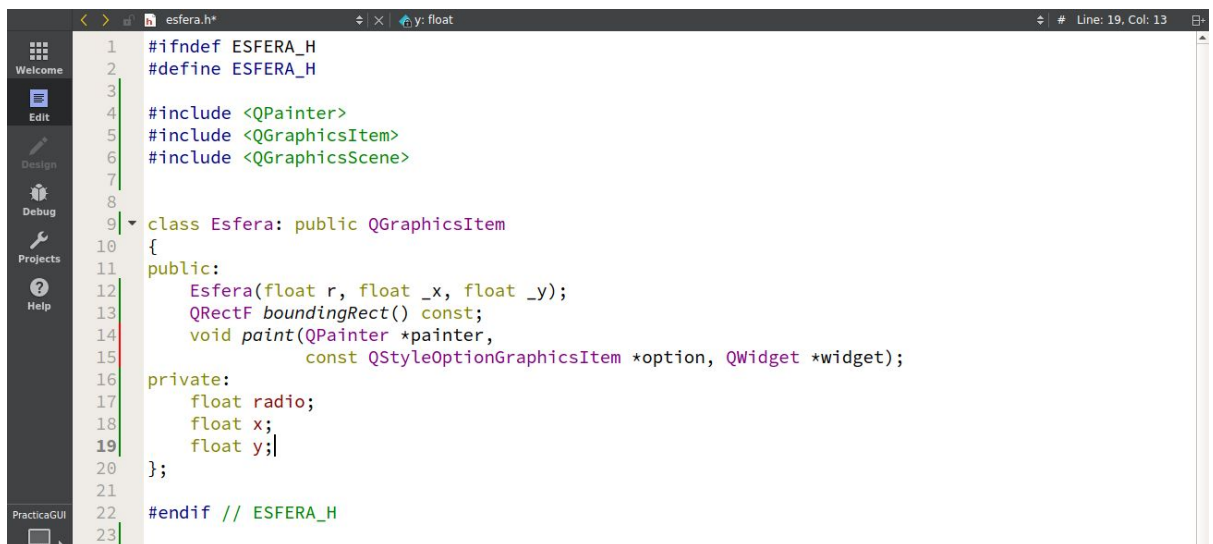 esfera.h*
y: float
# Line: 19, Col: 13
Welcome
Edit
Design
Debug
Projects
Help
PracticaGUI
1 #ifndef ESFERA_H
2 #define ESFERA_H
3
4 #include <QPainter>
5 #include <QGraphicsItem>
6 #include <QGraphicsScene>
7
8
9 class Esfera: public QGraphicsItem
10 {
11 public:
12     Esfera(float r, float _x, float _y);
13     QRectF boundingRect() const;
14     void paint(QPainter *painter,
15                const QStyleOptionGraphicsItem *option, QWidget *widget);
16 private:
17     float radio;
18     float x;
19     float y;
20 };
21
22 #endif // ESFERA_H
23